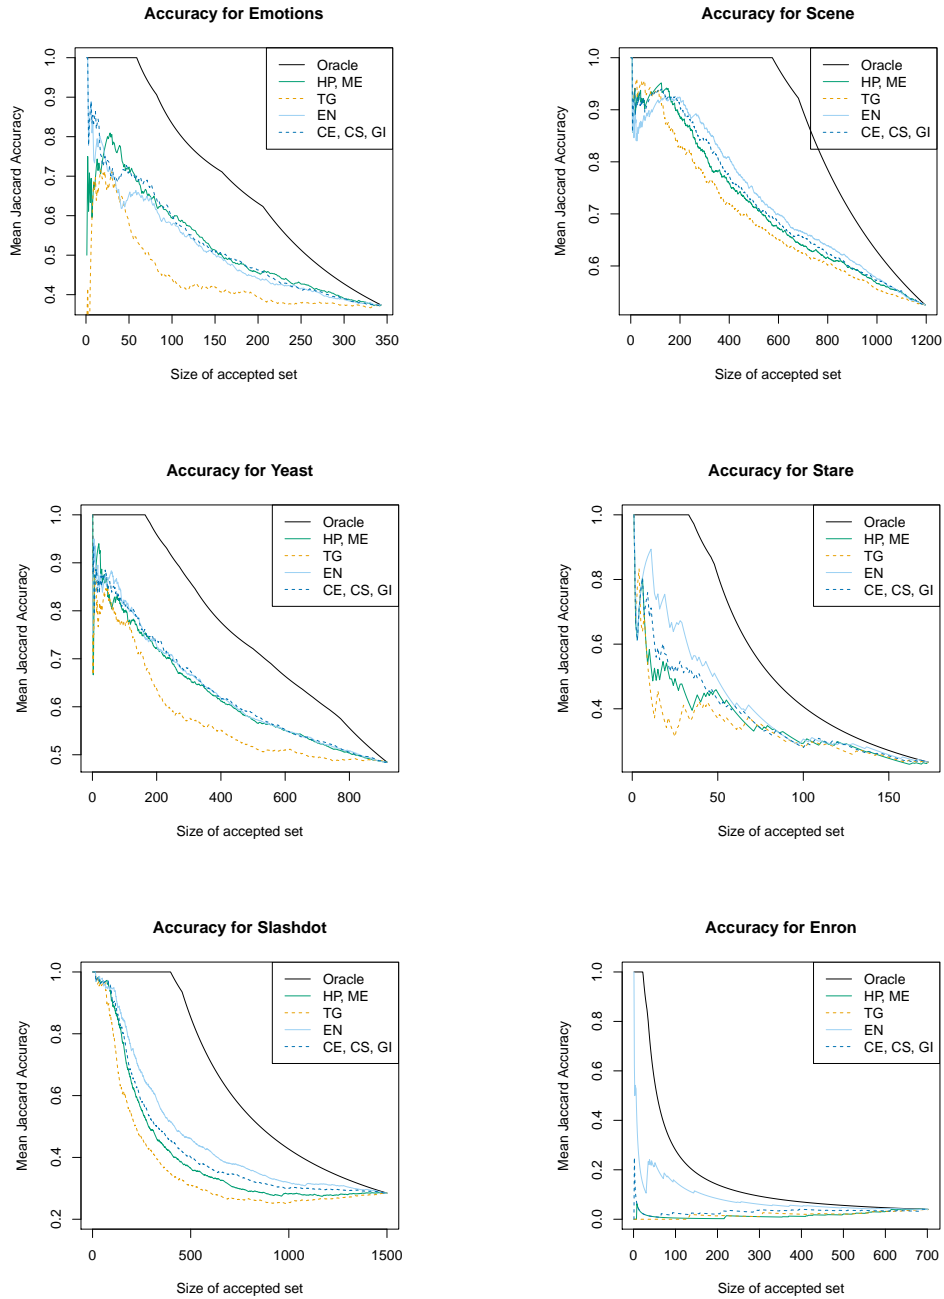 Accuracy for Emotions
Mean Jaccard Accuracy
1.0
0.9
0.8
0.7
0.6
0.5
0.4
Oracle
HP, ME
TG
EN
CE, CS, GI
0 50 100 150 200 250 300 350
Size of accepted set
Accuracy for Scene
Mean Jaccard Accuracy
1.0
0.9
0.8
0.7
0.6
Oracle
HP, ME
TG
EN
CE, CS, GI
0 200 400 600 800 1000 1200
Size of accepted set
Accuracy for Yeast
Mean Jaccard Accuracy
1.0
0.9
0.8
0.7
0.6
0.5
Oracle
HP, ME
TG
EN
CE, CS, GI
0 200 400 600 800
Size of accepted set
Accuracy for Stare
Mean Jaccard Accuracy
1.0
0.8
0.6
0.4
Oracle
HP, ME
TG
EN
CE, CS, GI
0 50 100 150
Size of accepted set
Accuracy for Slashdot
Mean Jaccard Accuracy
1.0
0.8
0.6
0.4
0.2
Oracle
HP, ME
TG
EN
CE, CS, GI
0 500 1000 1500
Size of accepted set
Accuracy for Enron
Mean Jaccard Accuracy
1.0
0.8
0.6
0.4
0.2
0.0
Oracle
HP, ME
TG
EN
CE, CS, GI
0 100 200 300 400 500 600 700
Size of accepted set